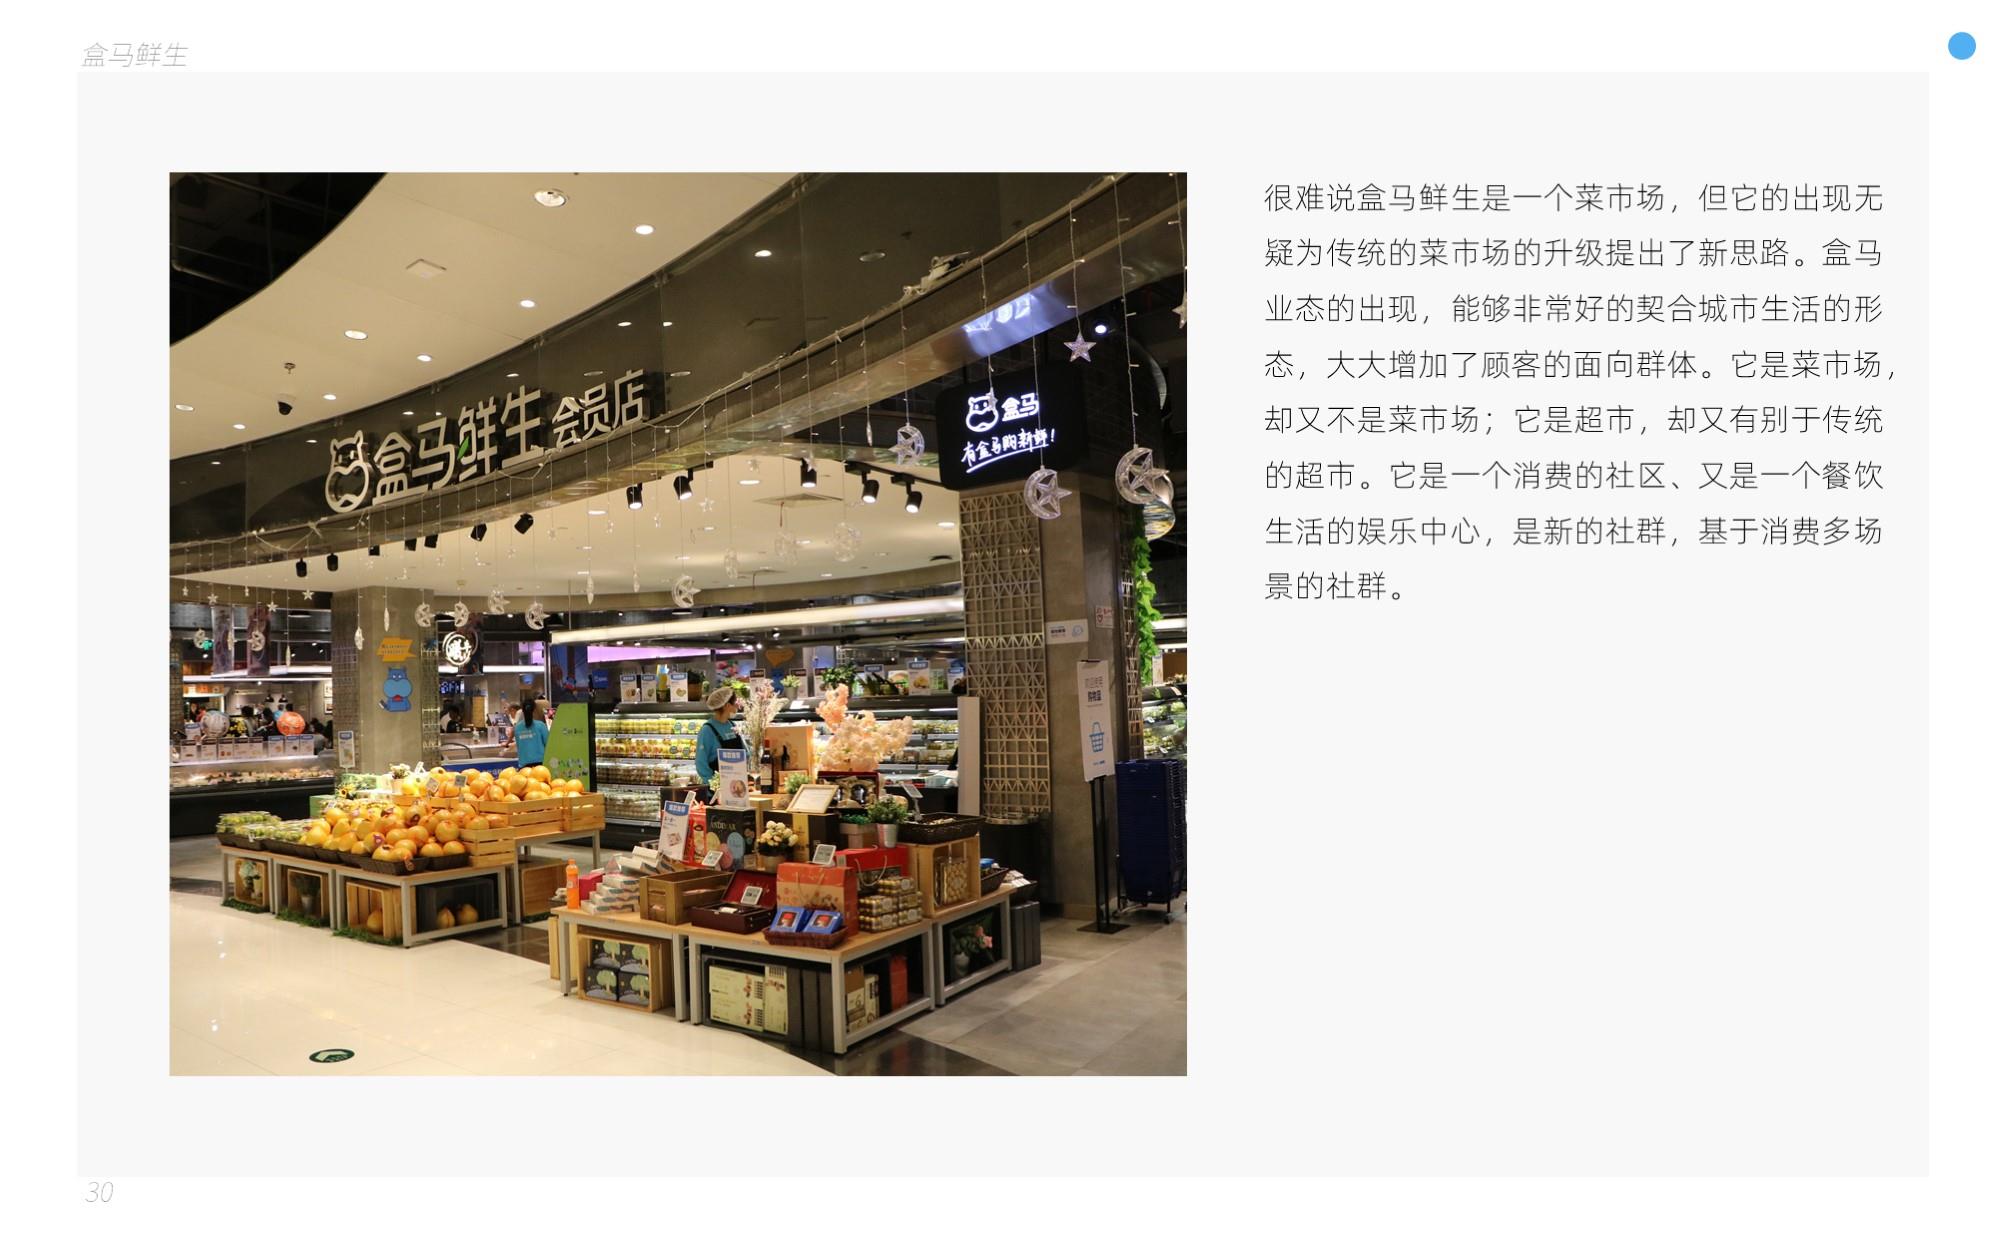 盒马鲜生
很难说盒马鲜生是一个菜市场，但它的出现无
疑为传统的菜市场的升级提出了新思路。盒马
业态的出现，能够非常好的契合城市生活的形
态，大大增加了顾客的面向群体。它是菜市场，
却又不是菜市场；它是超市，却又有别于传统
的超市。它是一个消费的社区、又是一个餐饮
生活的娱乐中心，是新的社群，基于消费多场
景的社群。
盒马鲜生会员店
盒马
有盒马购新鲜！
购物篮
30